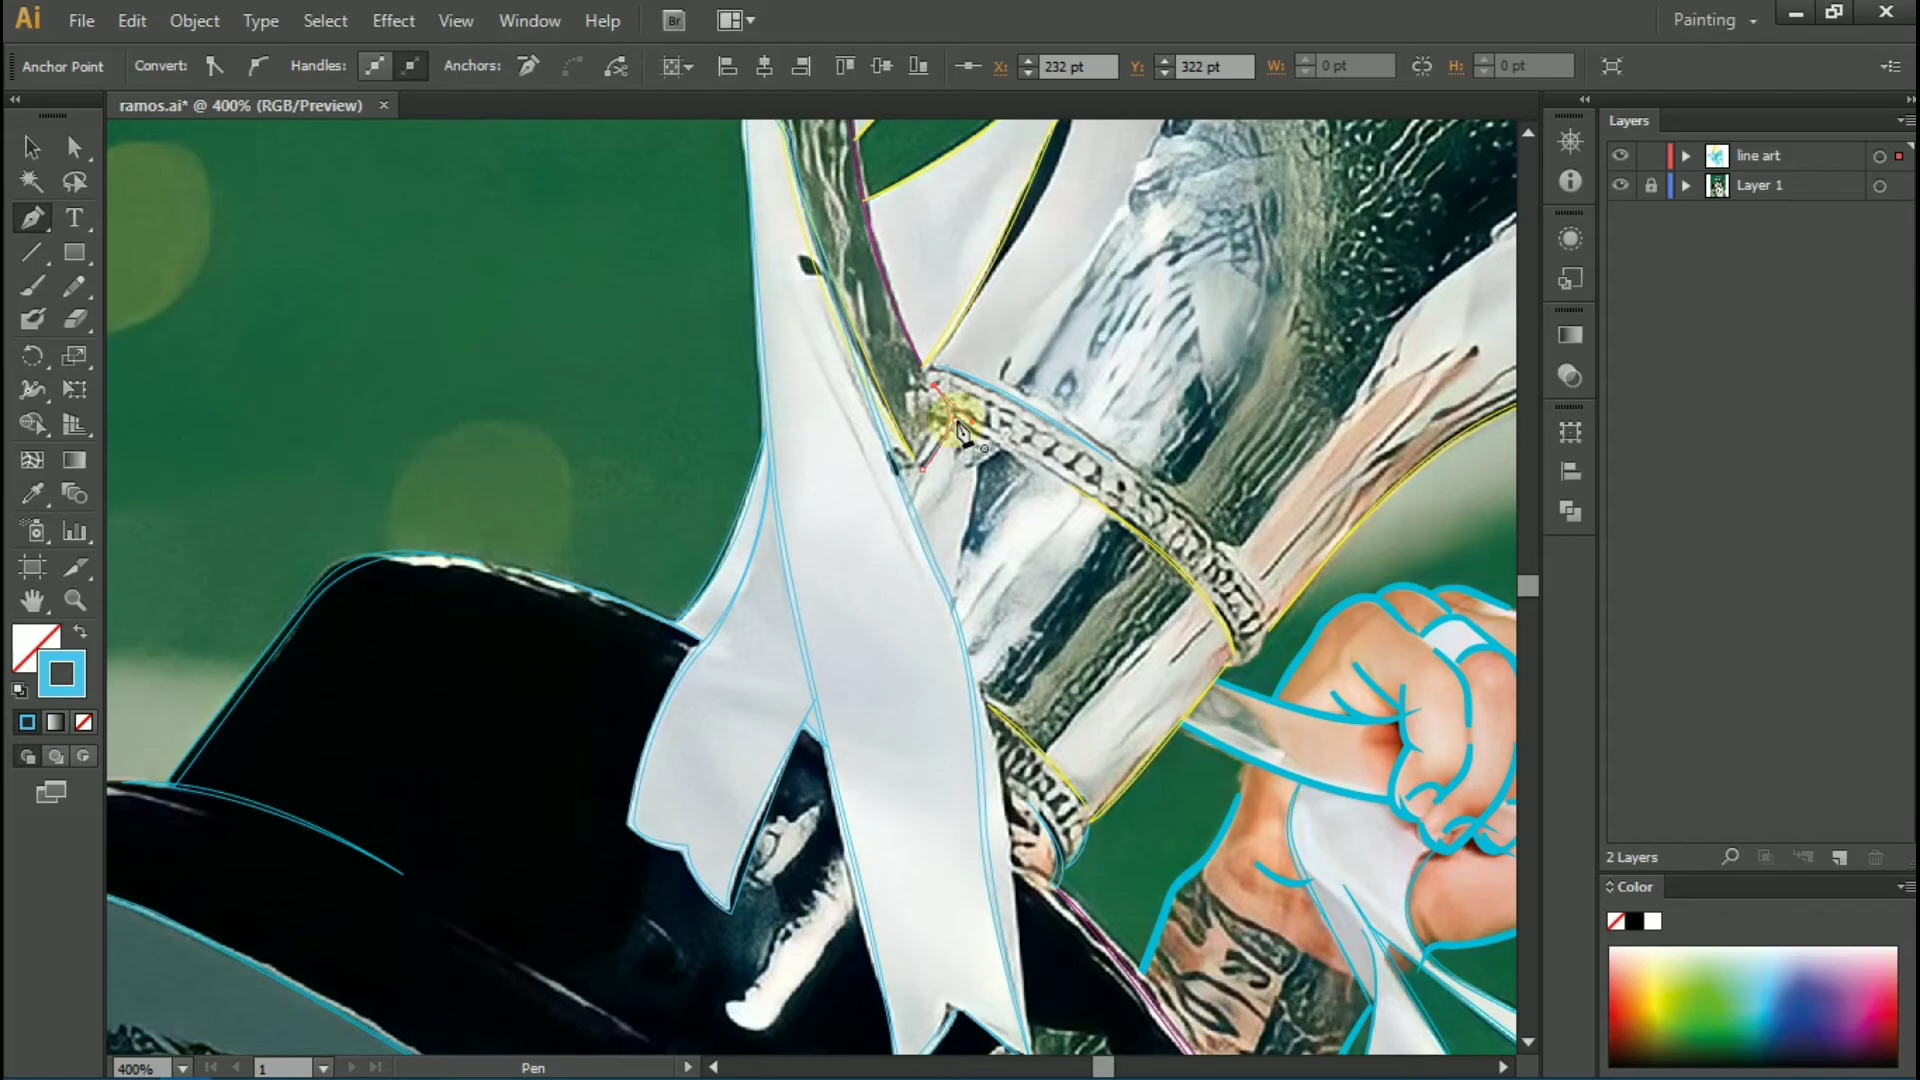 Ai File Edit Object Type Select Effect View Window Help Br Painting
Anchor Point Convert: Handles: Anchors: X: 232 pt Y: 322 pt W: 0 pt H: 0 pt
ramos.ai* @ 400% (RGB/Preview) ×
Layers
line art
Layer 1
2 Layers
Color
400% 1 Pen